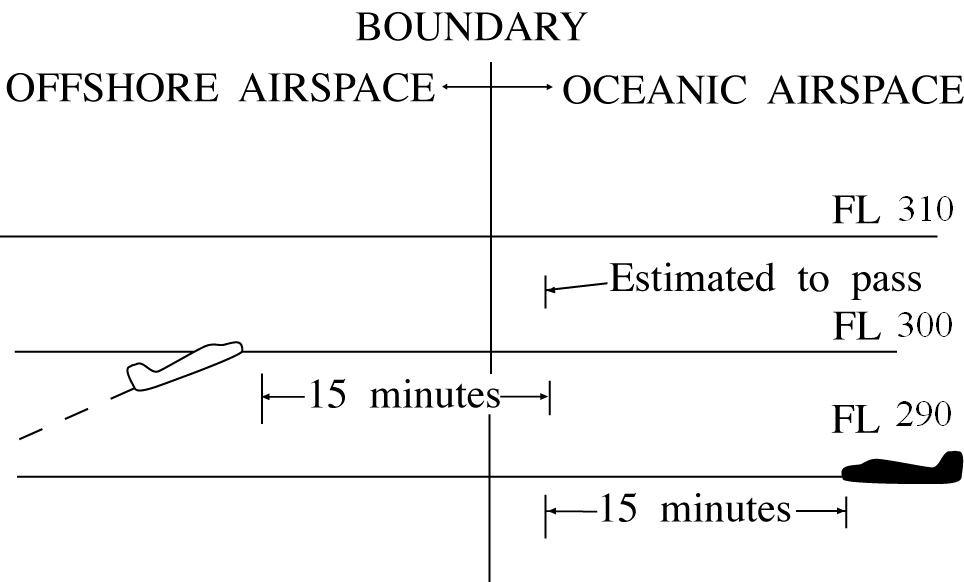 BOUNDARY
OFFSHORE AIRSPACE
OCEANIC AIRSPACE
FL 310
Estimated to pass
FL 300
15 minutes
FL 290
15 minutes